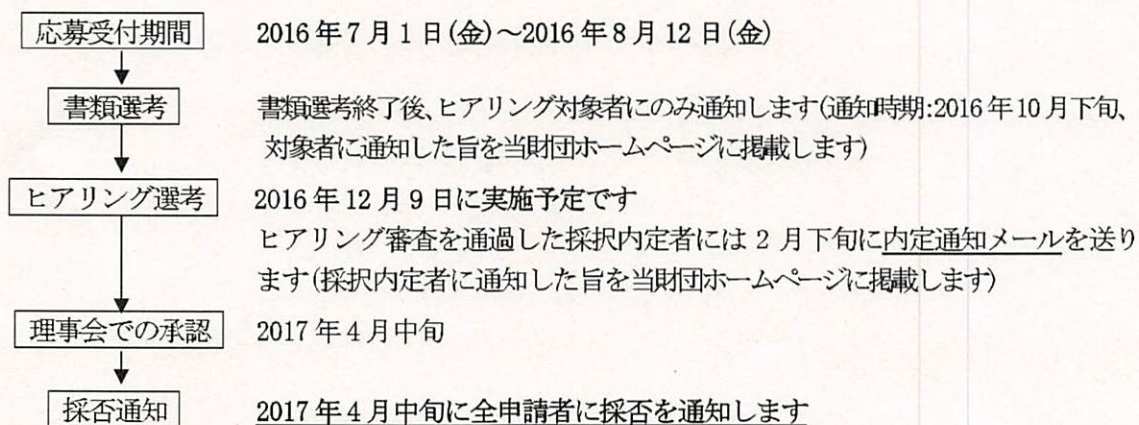 応募受付期間 2016年7月1日(金)～2016年8月12日(金)
書類選考 書類選考終了後、ヒアリング対象者にのみ通知します(通知時期:2016年10月下旬、
対象者に通知した旨を当財団ホームページに掲載します)
ヒアリング選考 2016年12月9日に実施予定です
ヒアリング審査を通過した採択内定者には2月下旬に内定通知メールを送り
ます(採択内定者に通知した旨を当財団ホームページに掲載します)
理事会での承認 2017年4月中旬
採否通知 2017年4月中旬に全申請者に採否を通知します